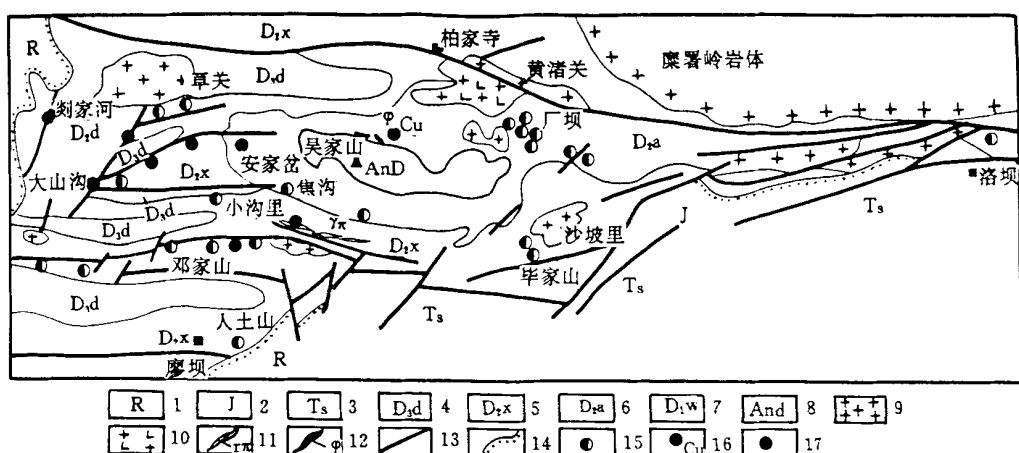 R
D₂x
柏家寺
糜署岭岩体
草关
D₃d
黄渚关
剡家河
厂坝
D₂d
φ
Cu
D₃d
吴家山
D₂a
安家岔
AnD
大山沟
D₂x
焦沟
洛坝
D₃d
小沟里
J
Ts
D₃d
γπ
D₂x
沙坡里
邓家山
毕家山
Ts
D₃d
Ts
人土山
D₂x
R
廖坝
R 1 J 2 Ts 3 D₃d 4 D₂x 5 D₂a 6 D₁w 7 And 8 9
10 γπ 11 φ 12 13 14 15 Cu 16 17